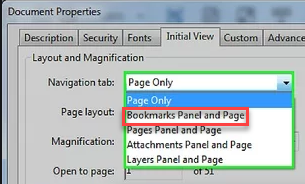 Document Properties
Description Security Fonts Initial View Custom Advance
Layout and Magnification
Navigation tab: Page Only
Page Only
Page layout: Bookmarks Panel and Page
Pages Panel and Page
Magnification: Attachments Panel and Page
Layers Panel and Page
Open to page: 1 of 51